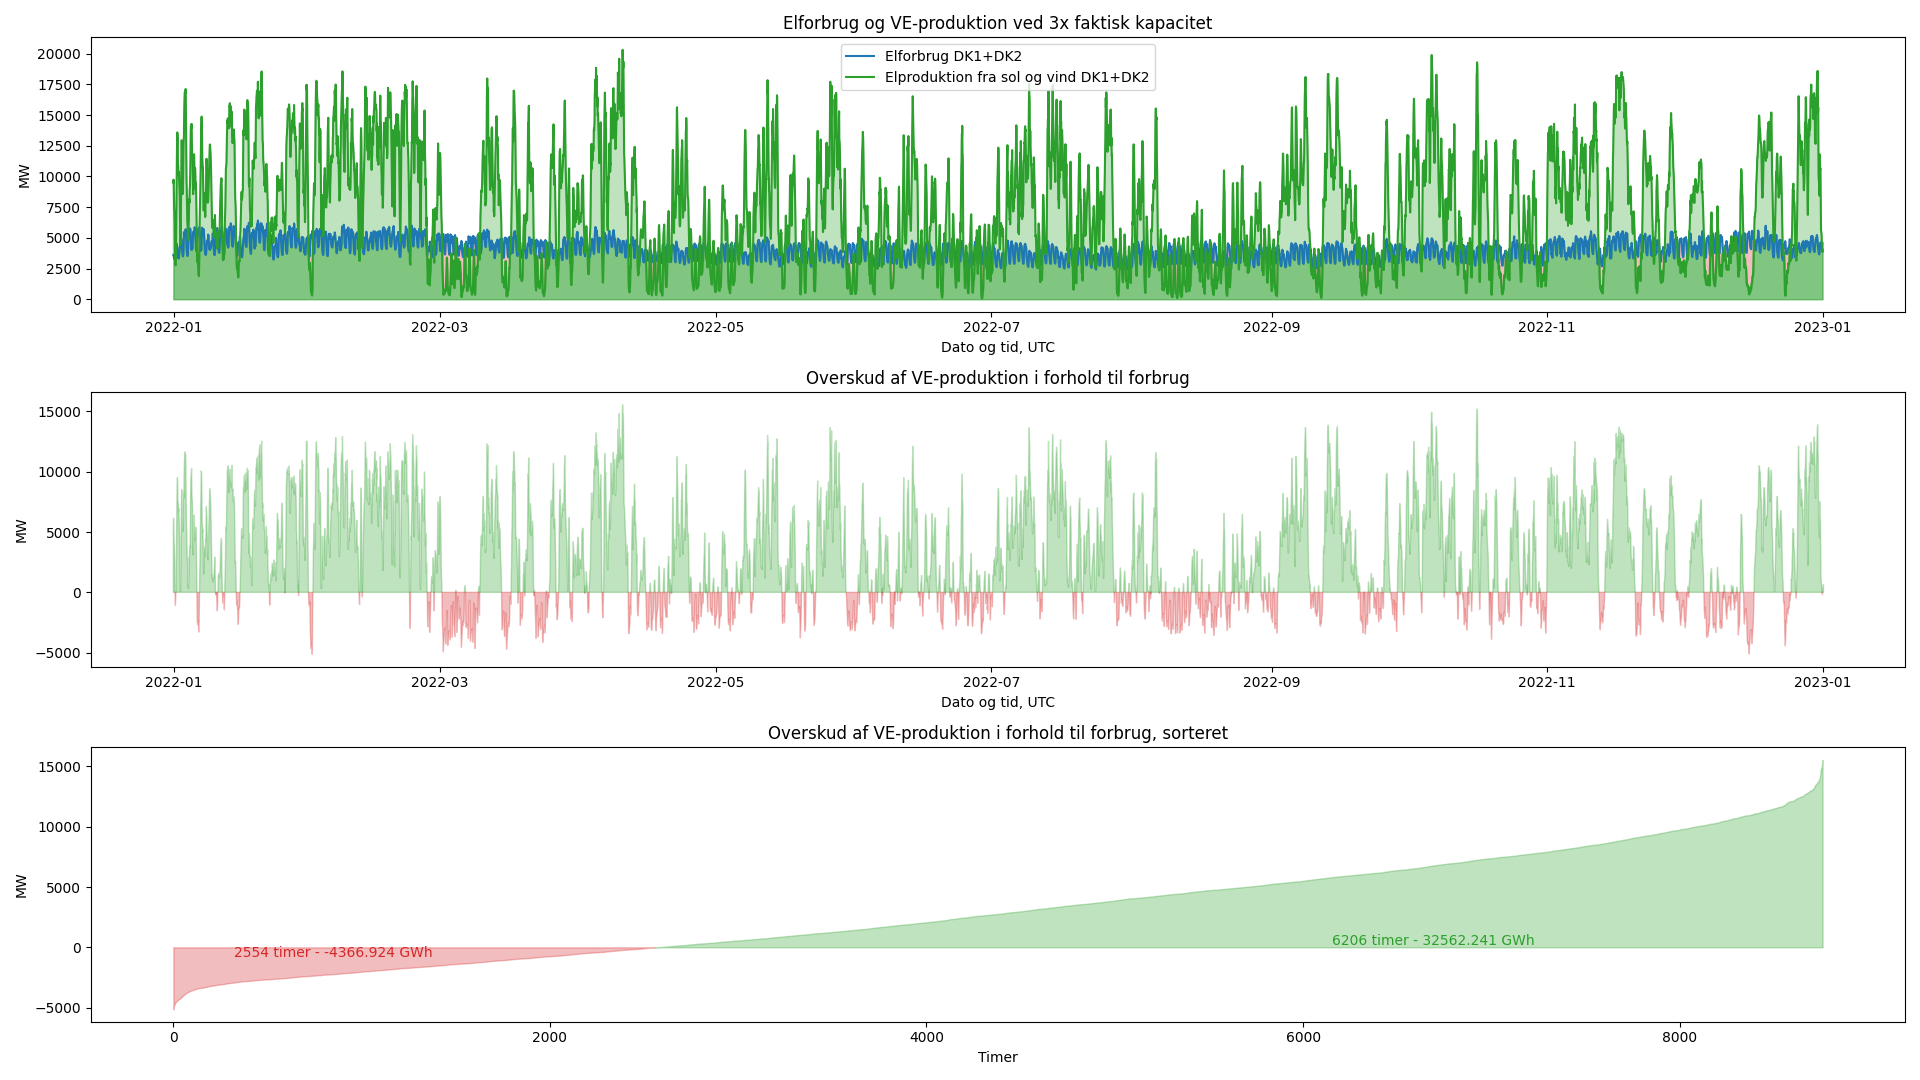 Elforbrug og VE-produktion ved 3x faktisk kapacitet
Elforbrug DK1+DK2
Elproduktion fra sol og vind DK1+DK2
MW
20000
17500
15000
12500
10000
7500
5000
2500
0
2022-01
2022-03
2022-05
2022-07
2022-09
2022-11
2023-01
Dato og tid, UTC
Overskud af VE-produktion i forhold til forbrug
MW
15000
10000
5000
0
−5000
2022-01
2022-03
2022-05
2022-07
2022-09
2022-11
2023-01
Dato og tid, UTC
Overskud af VE-produktion i forhold til forbrug, sorteret
MW
15000
10000
5000
0
−5000
2554 timer - -4366.924 GWh
6206 timer - 32562.241 GWh
0
2000
4000
6000
8000
Timer